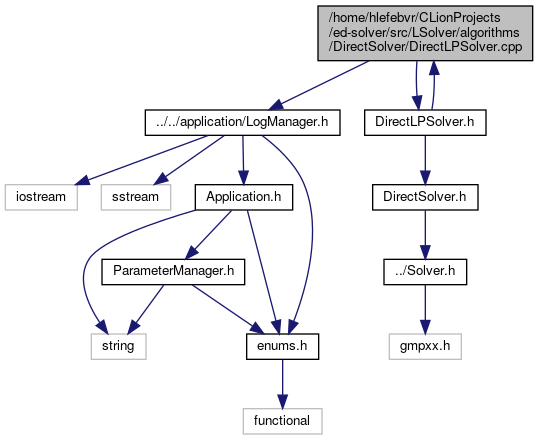 /home/hlefebvr/CLionProjects
/ed-solver/src/LSolver/algorithms
/DirectSolver/DirectLPSolver.cpp
../../application/LogManager.h
DirectLPSolver.h
iostream
sstream
Application.h
DirectSolver.h
ParameterManager.h
../Solver.h
string
enums.h
gmpxx.h
functional